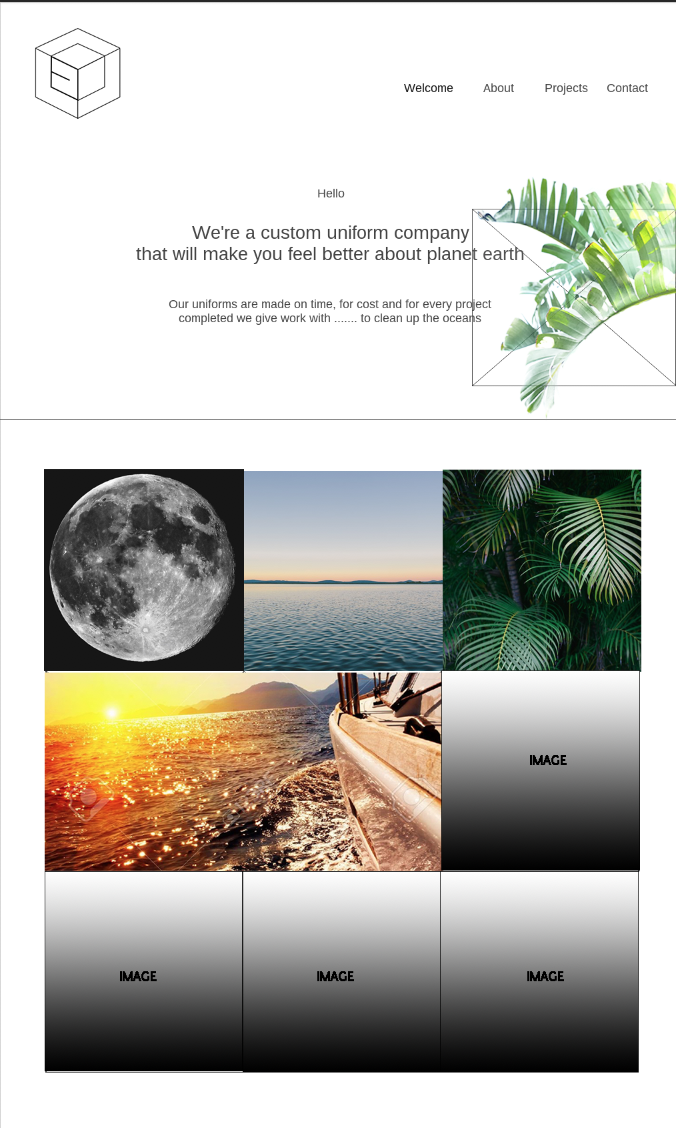 Welcome About Projects Contact
Hello
We're a custom uniform company
that will make you feel better about planet earth
Our uniforms are made on time, for cost and for every project
completed we give work with ....... to clean up the oceans
IMAGE
IMAGE IMAGE IMAGE